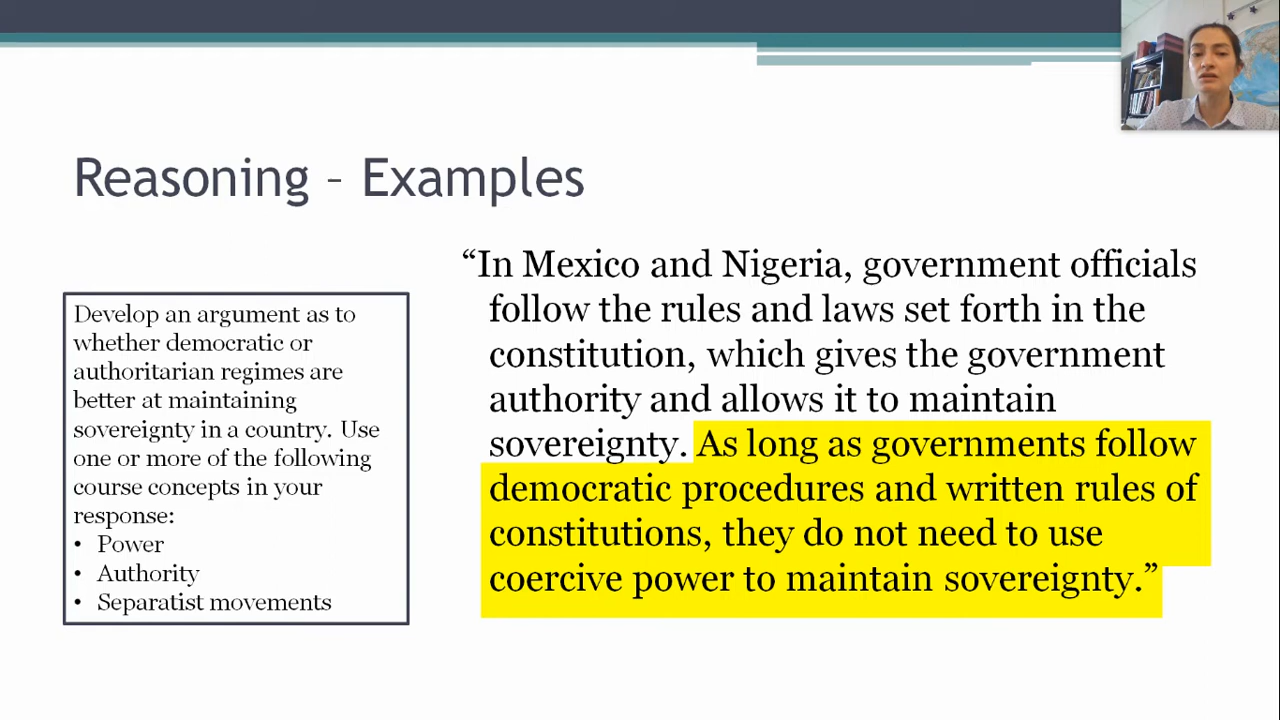 Reasoning – Examples
Develop an argument as to
whether democratic or
authoritarian regimes are
better at maintaining
sovereignty in a country. Use
one or more of the following
course concepts in your
response:
• Power
• Authority
• Separatist movements
“In Mexico and Nigeria, government officials
follow the rules and laws set forth in the
constitution, which gives the government
authority and allows it to maintain
sovereignty. As long as governments follow
democratic procedures and written rules of
constitutions, they do not need to use
coercive power to maintain sovereignty.”